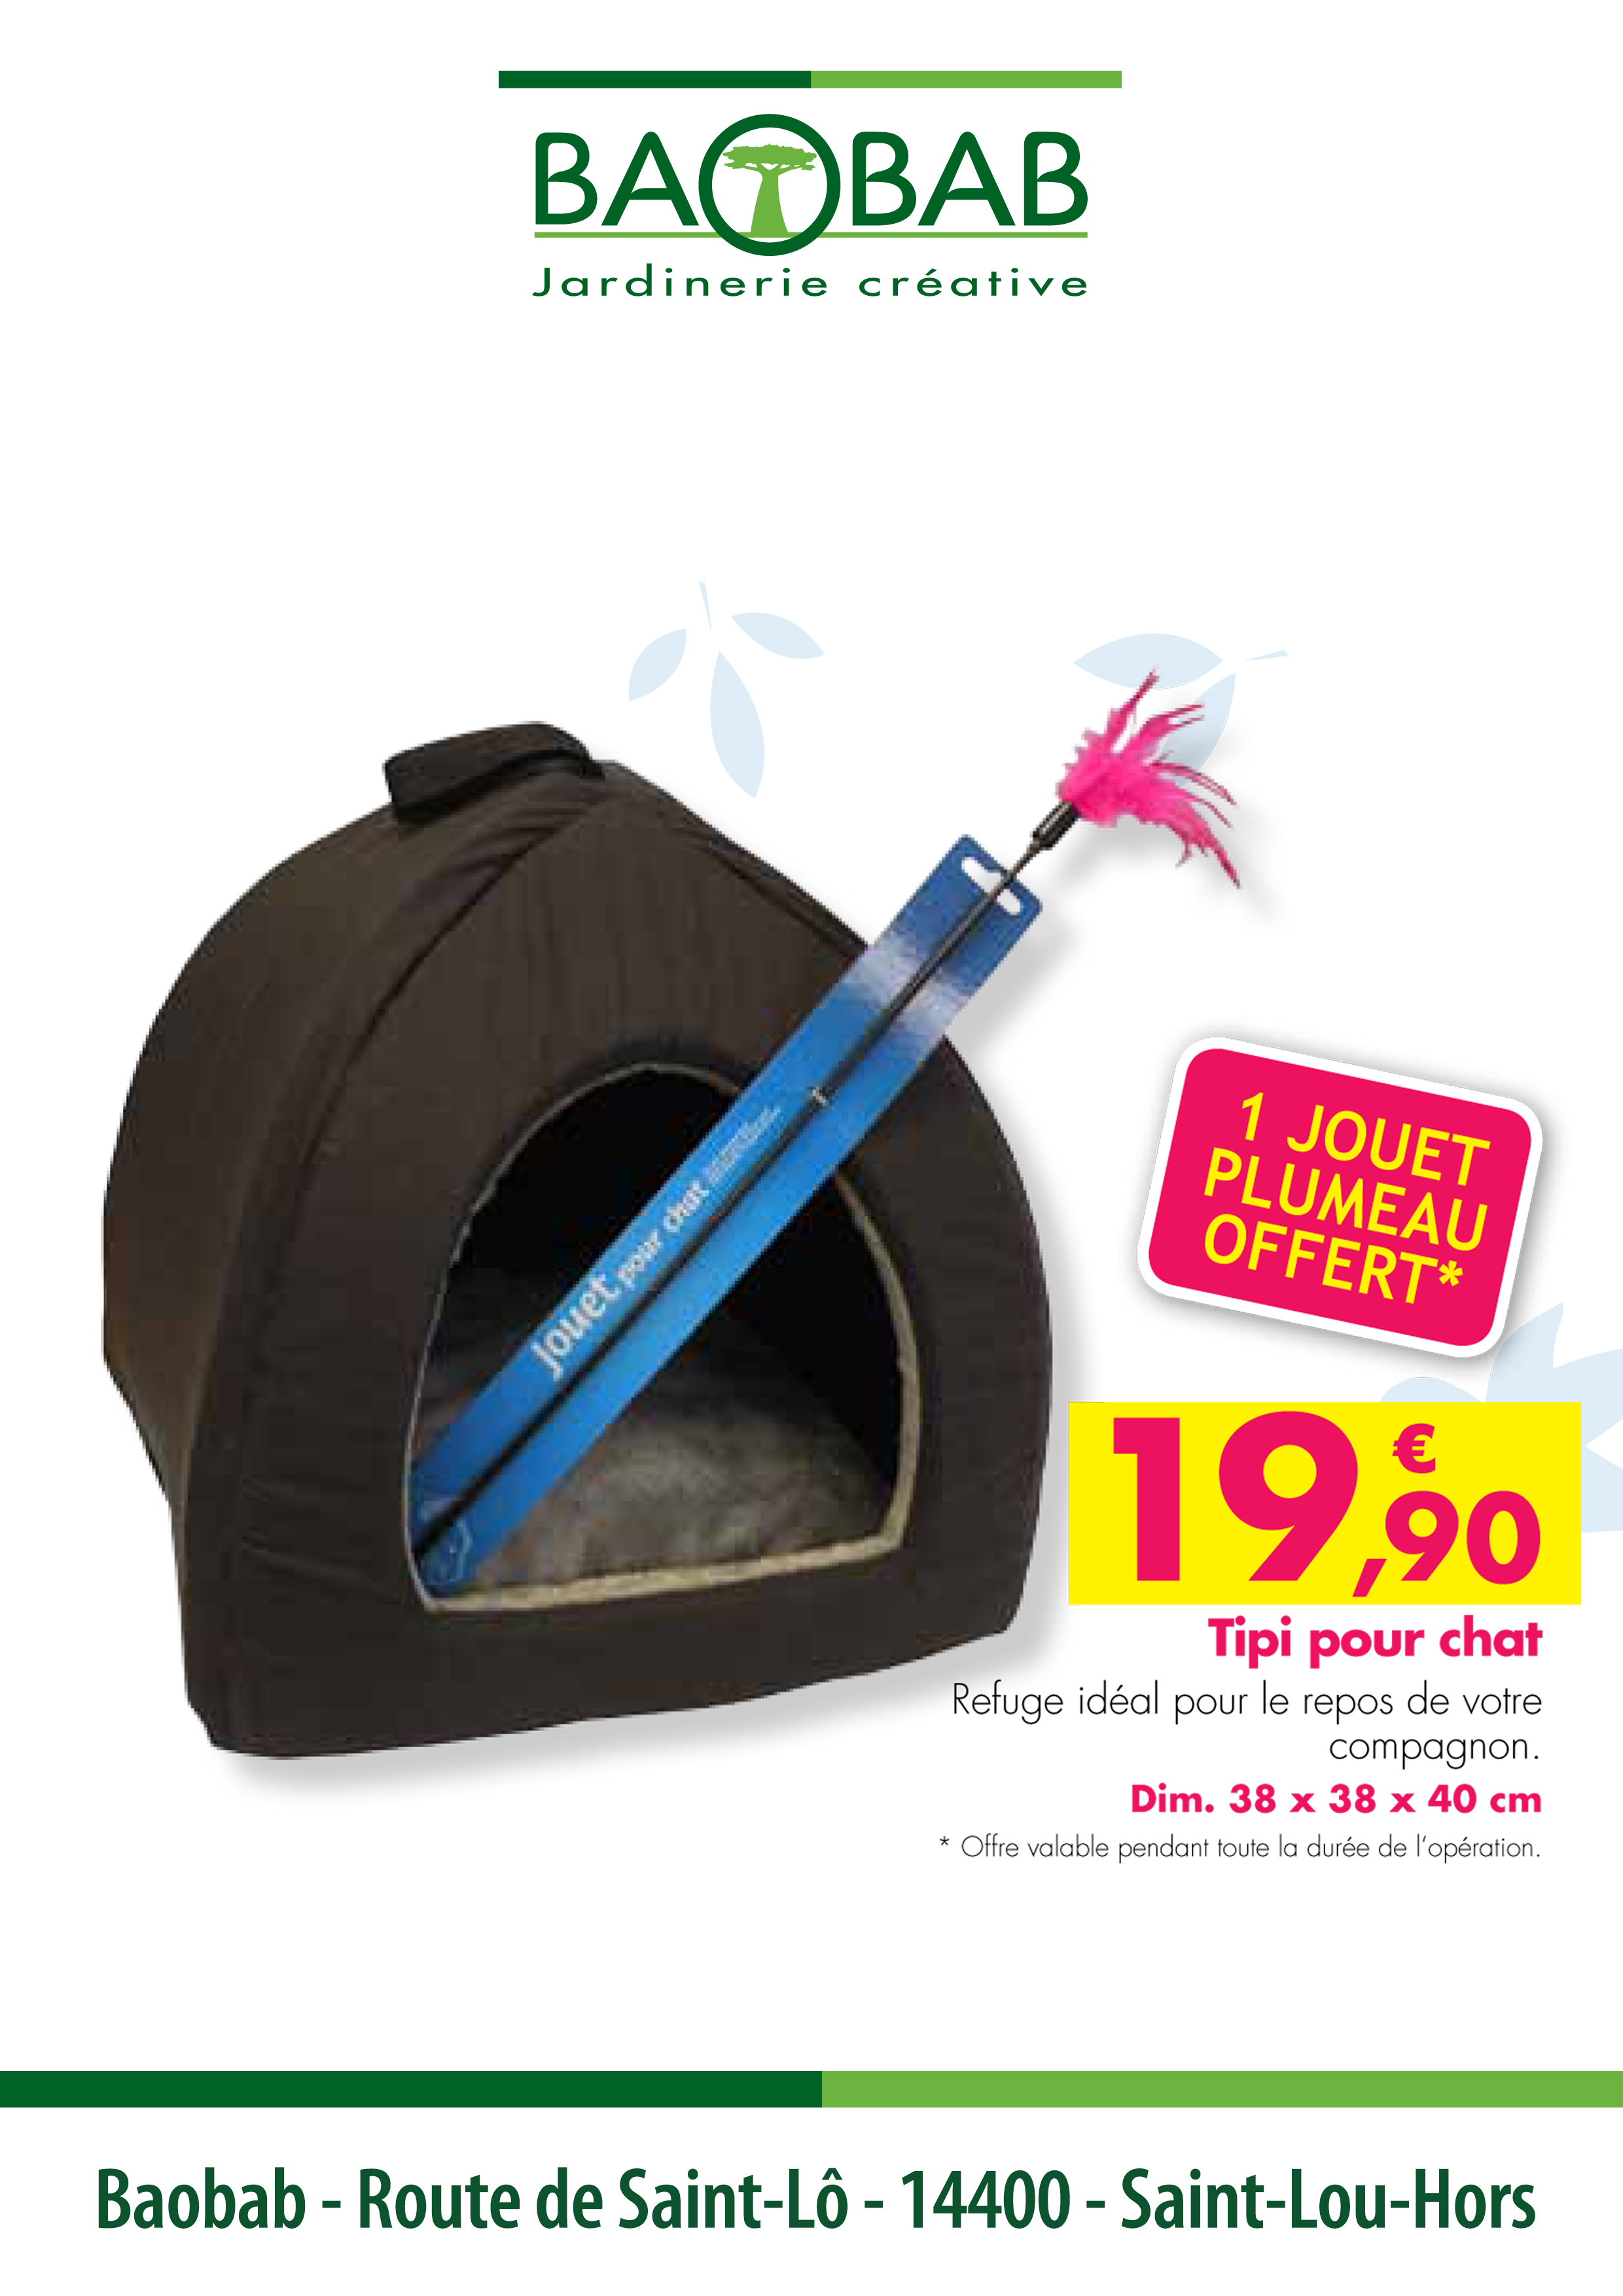 BAOBAB
Jardinerie créative
Jouet pour chat
1 JOUET
PLUMEAU
OFFERT*
19,€90
Tipi pour chat
Refuge idéal pour le repos de votre
compagnon.
Dim. 38 x 38 x 40 cm
* Offre valable pendant toute la durée de l'opération.
Baobab - Route de Saint-Lô - 14400 - Saint-Lou-Hors